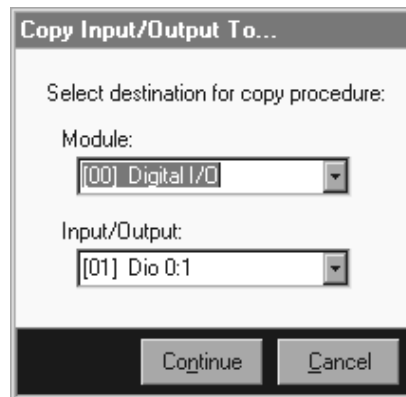 Copy Input/Output To...
Select destination for copy procedure:
Module:
[00] Digital I/O
Input/Output:
[01] Dio 0:1
Continue Cancel